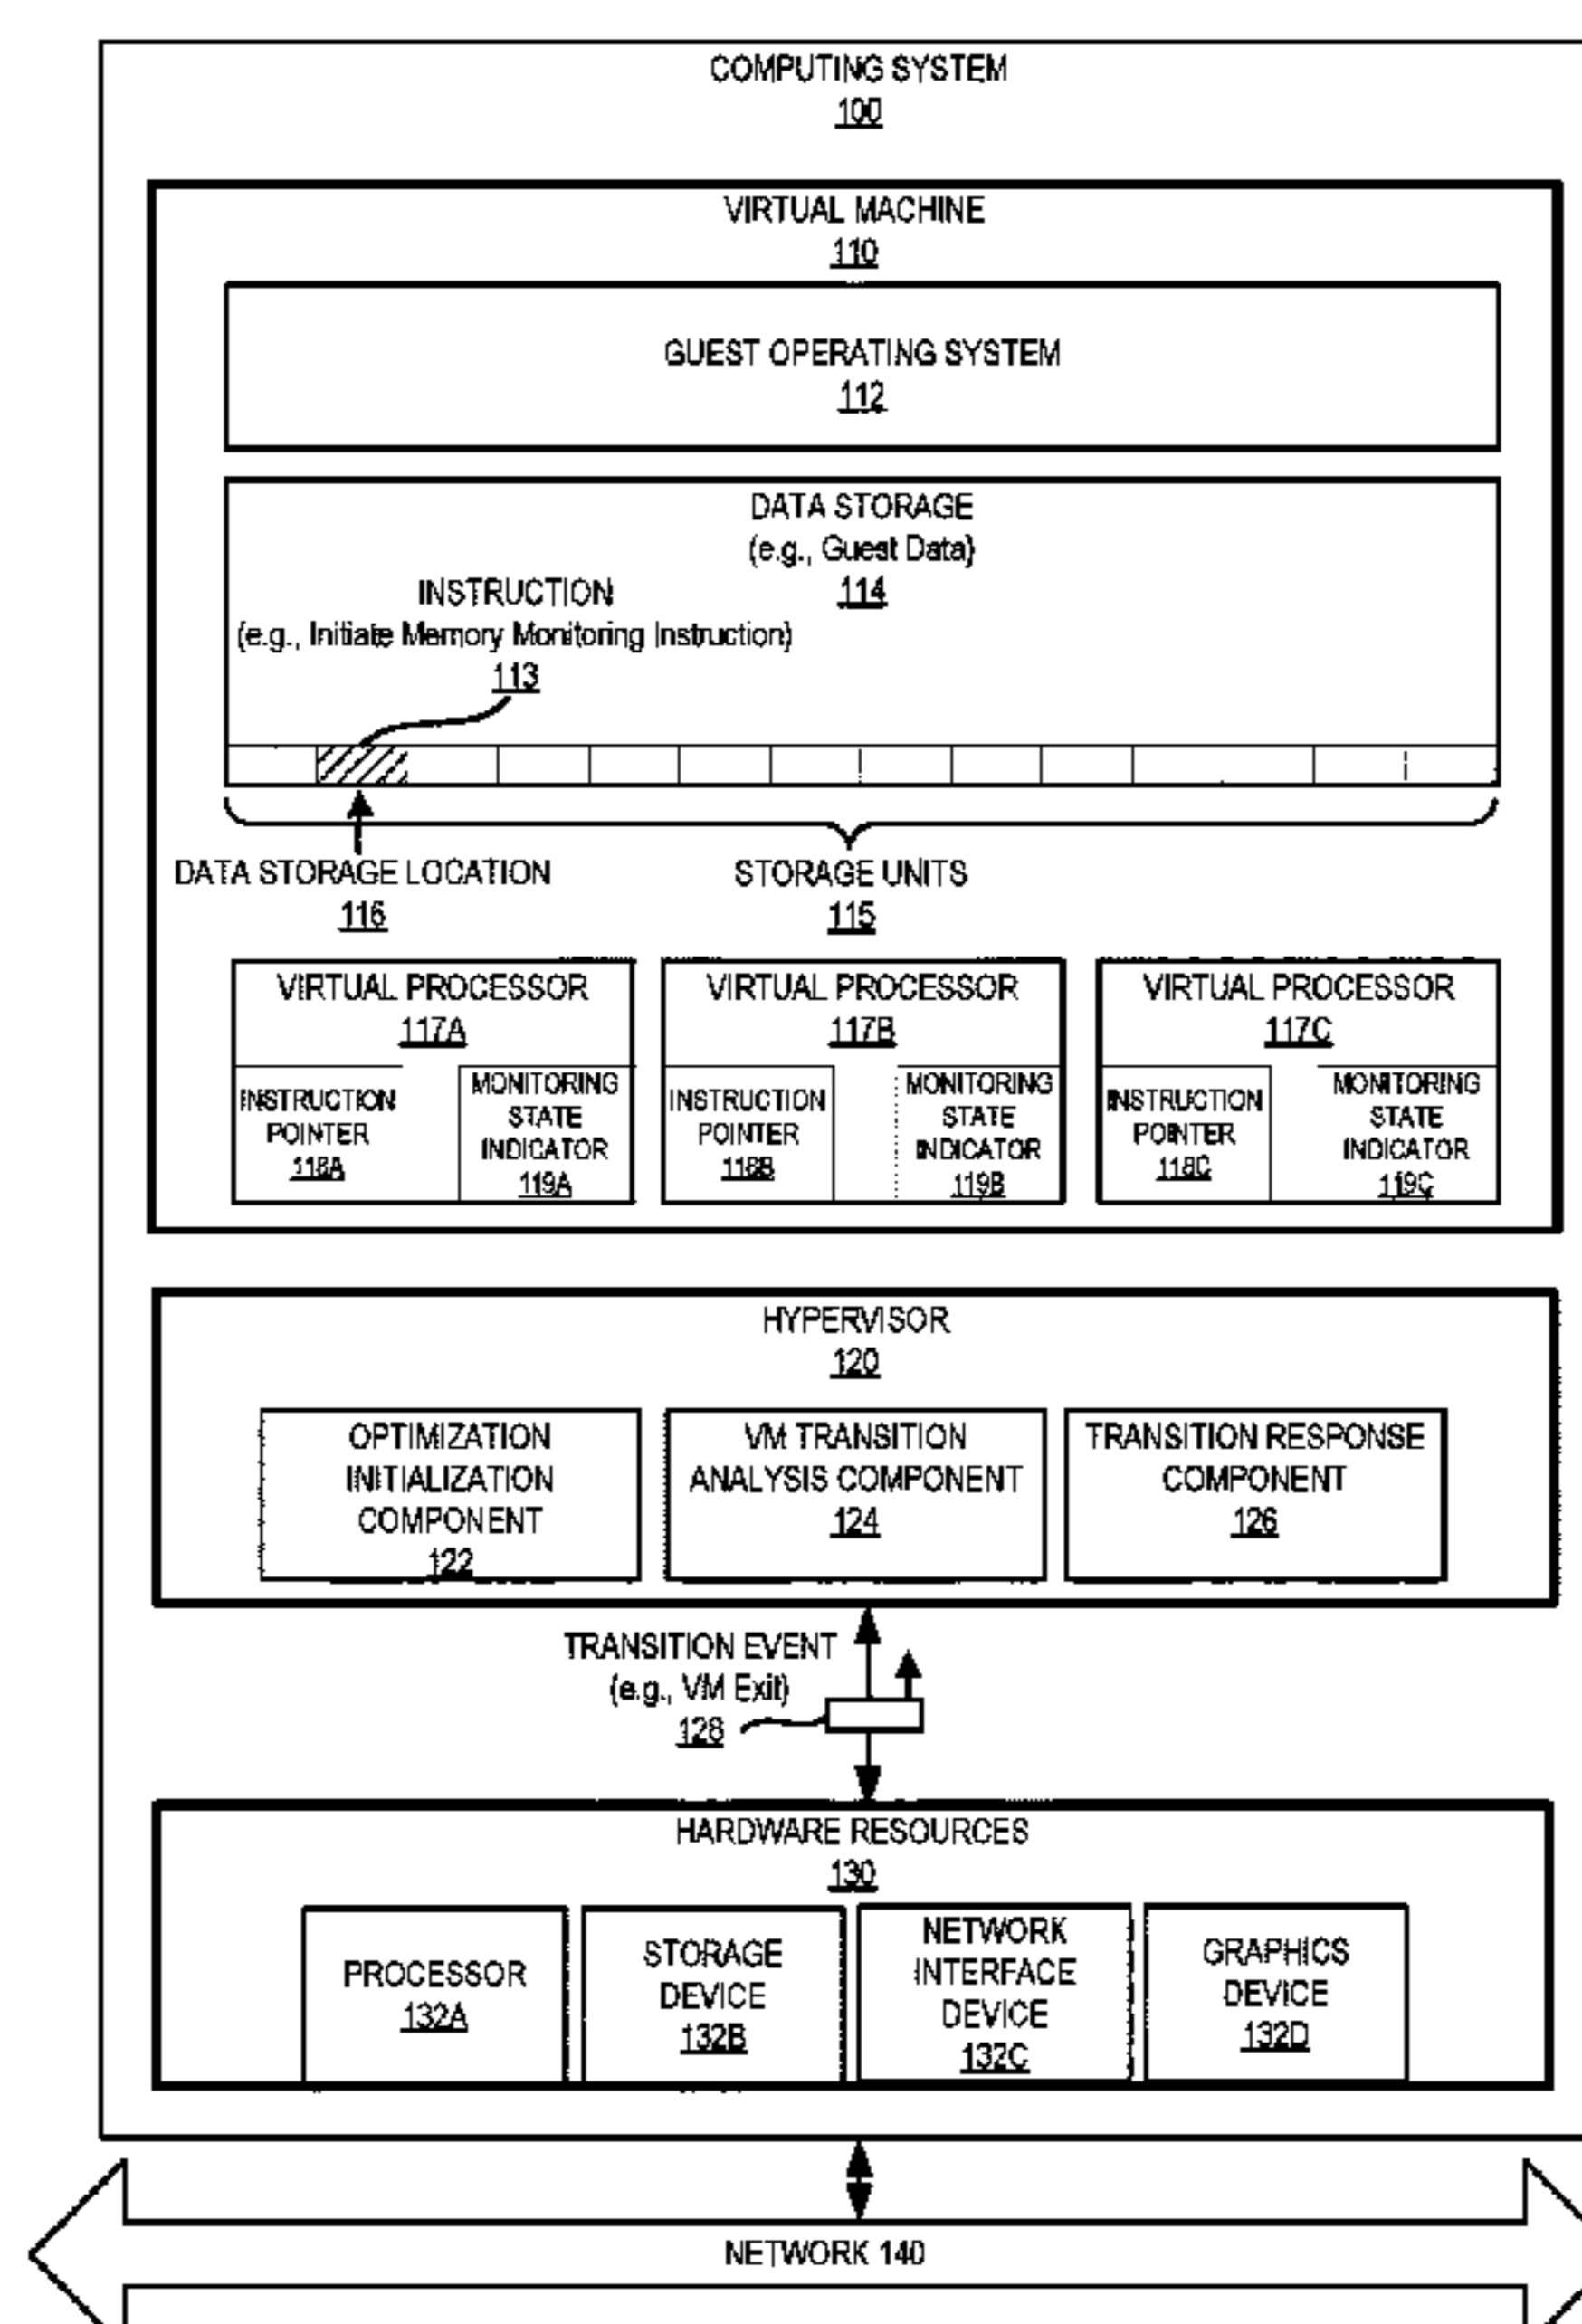 COMPUTING SYSTEM
100
VIRTUAL MACHINE
110
GUEST OPERATING SYSTEM
112
DATA STORAGE
(e.g., Guest Data)
114
INSTRUCTION
(e.g., Initiate Memory Monitoring Instruction)
113
DATA STORAGE LOCATION
116
STORAGE UNITS
115
VIRTUAL PROCESSOR
117A
INSTRUCTION
POINTER
118A
MONITORING
STATE
INDICATOR
119A
VIRTUAL PROCESSOR
117B
INSTRUCTION
POINTER
118B
MONITORING
STATE
INDICATOR
119B
VIRTUAL PROCESSOR
117C
INSTRUCTION
POINTER
118C
MONITORING
STATE
INDICATOR
119C
HYPERVISOR
120
OPTIMIZATION
INITIALIZATION
COMPONENT
122
VM TRANSITION
ANALYSIS COMPONENT
124
TRANSITION RESPONSE
COMPONENT
126
TRANSITION EVENT
(e.g., VM Exit)
128
HARDWARE RESOURCES
130
PROCESSOR
132A
STORAGE
DEVICE
132B
NETWORK
INTERFACE
DEVICE
132C
GRAPHICS
DEVICE
132D
NETWORK 140